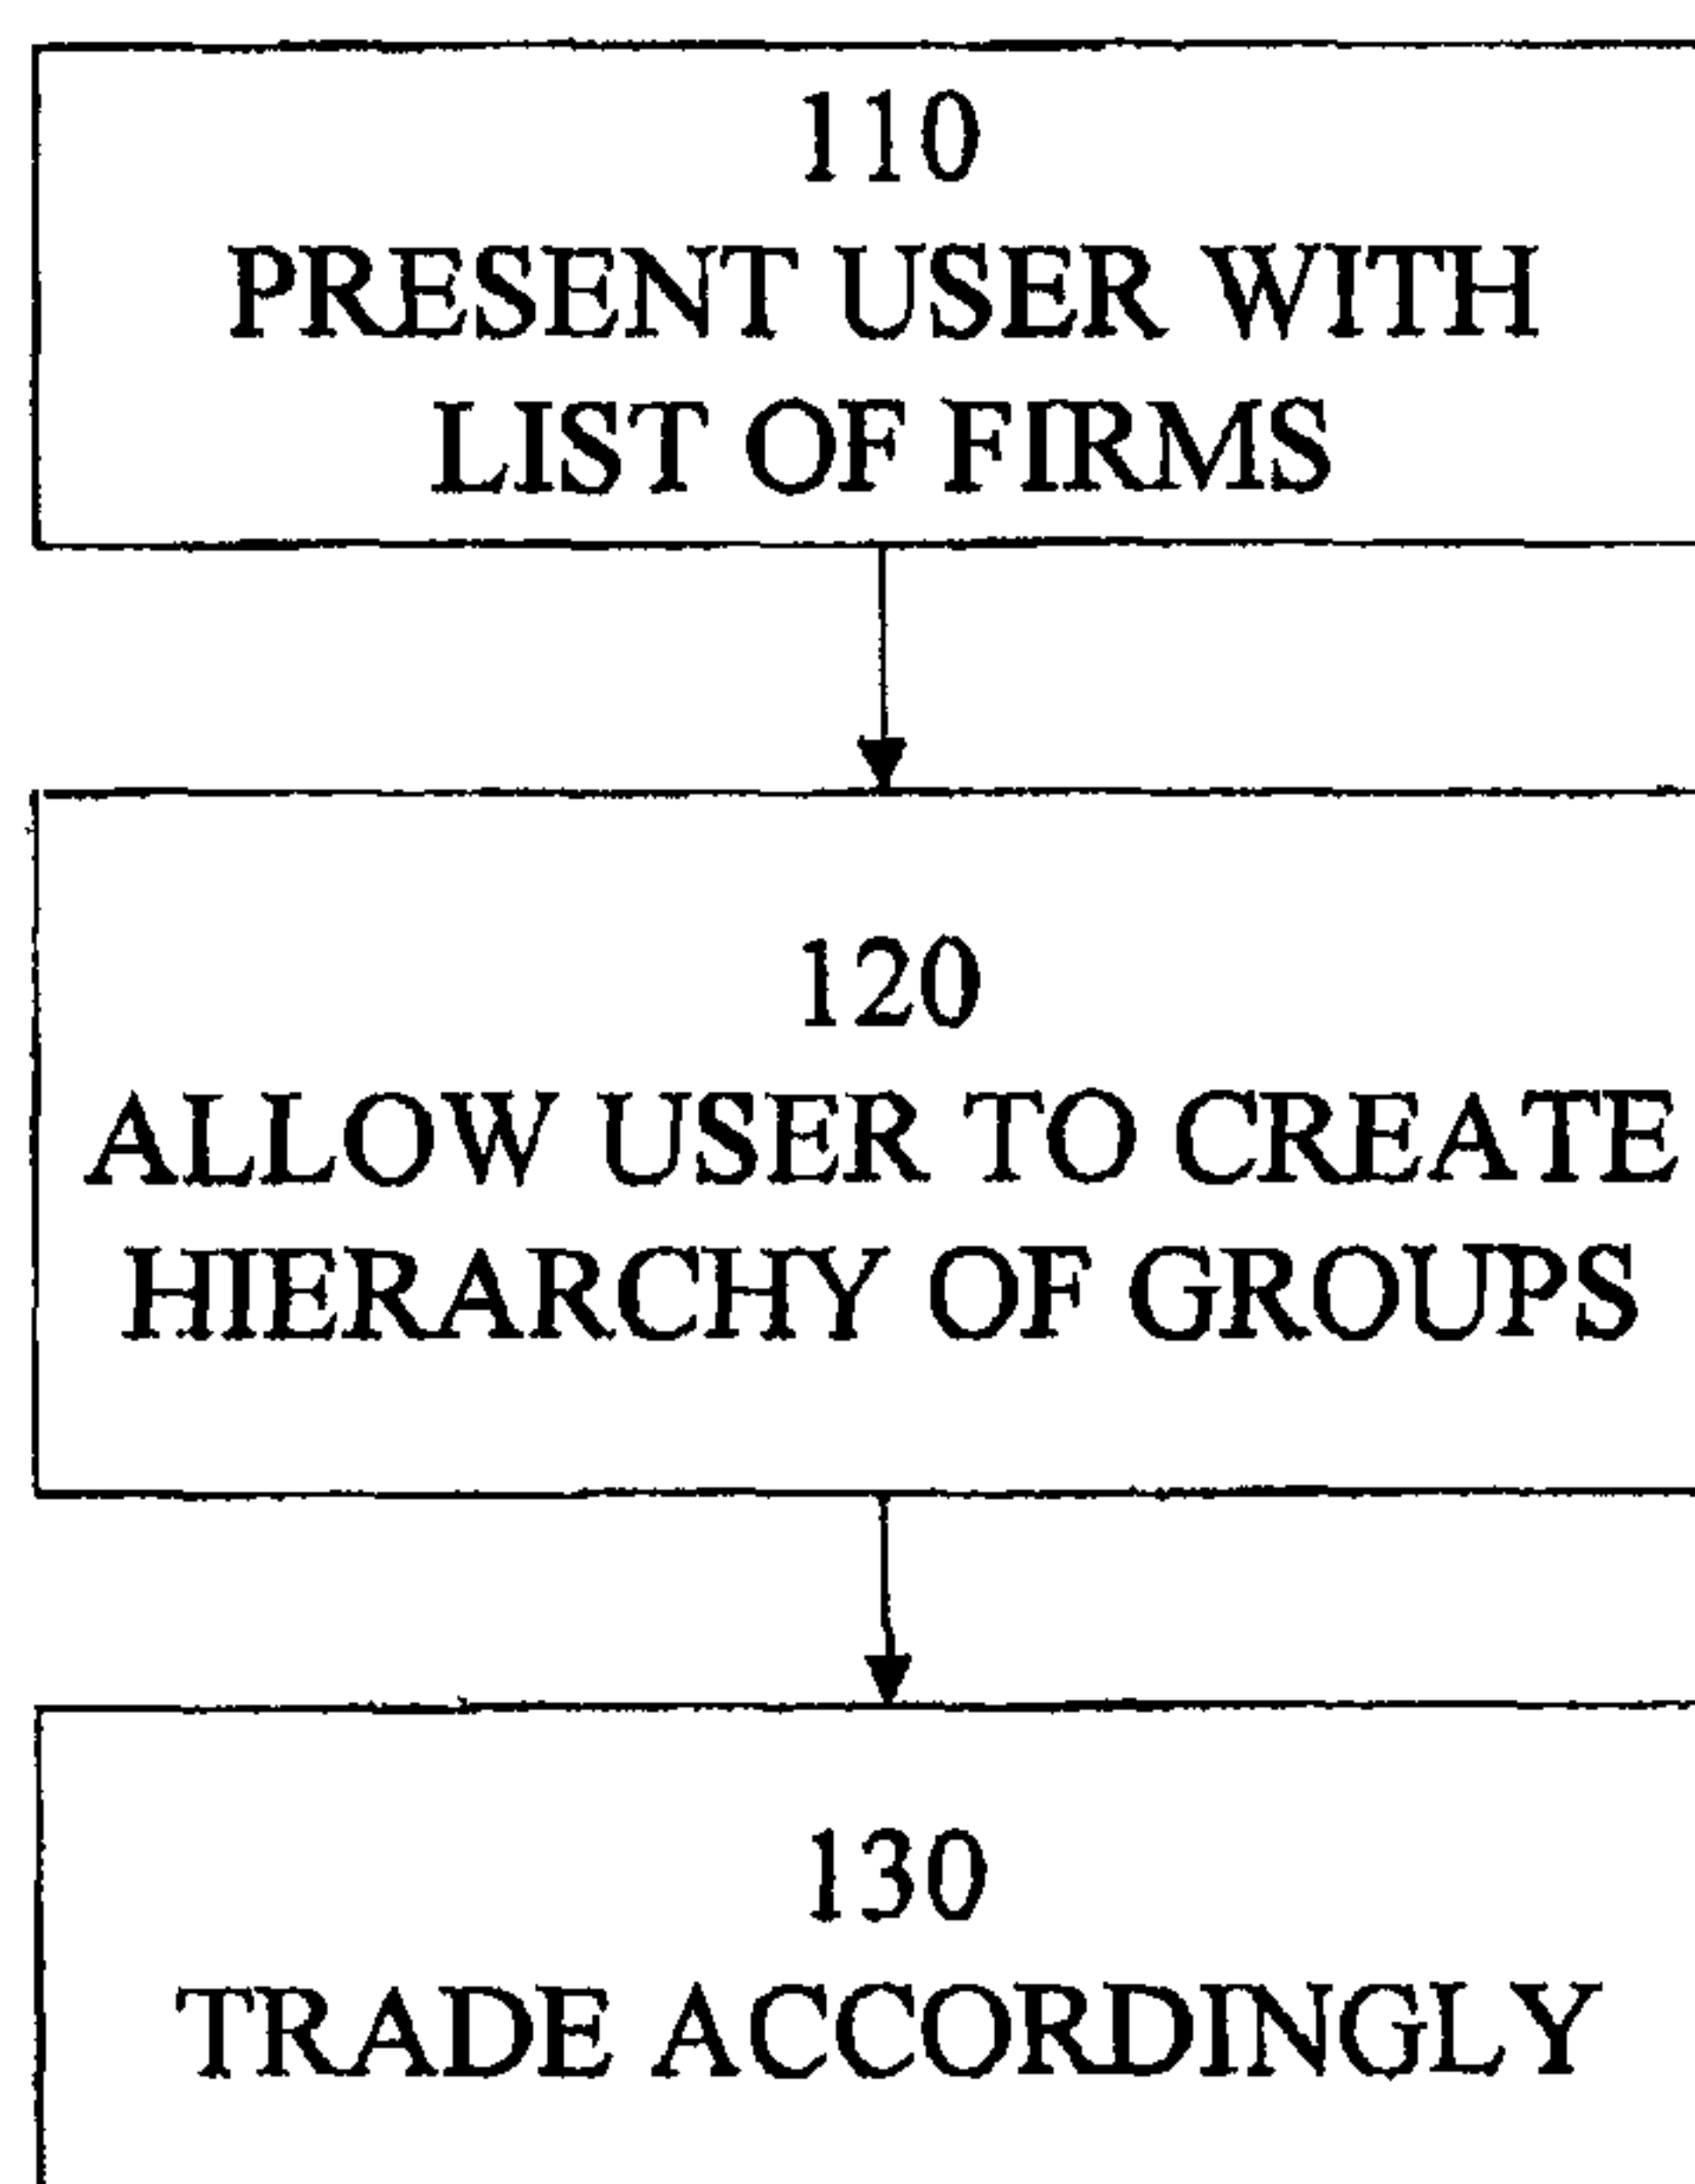 110
PRESENT USER WITH
LIST OF FIRMS
120
ALLOW USER TO CREATE
HIERARCHY OF GROUPS
130
TRADE ACCORDINGLY